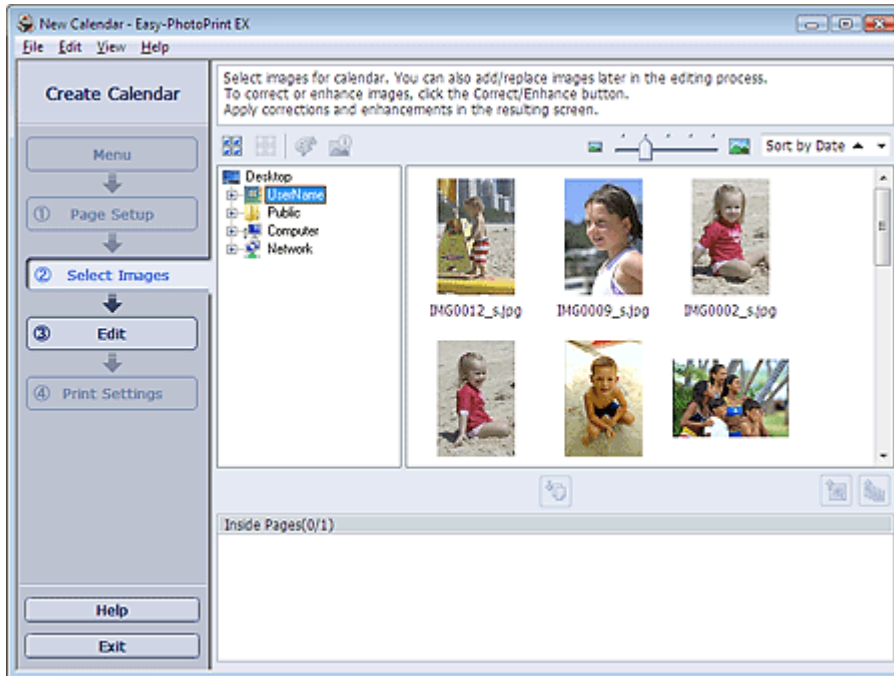 New Calendar - Easy-PhotoPrint EX
File Edit View Help
Create Calendar
Menu
① Page Setup
② Select Images
③ Edit
④ Print Settings
Help
Exit
Select images for calendar. You can also add/replace images later in the editing process.
To correct or enhance images, click the Correct/Enhance button.
Apply corrections and enhancements in the resulting screen.
Sort by Date
Desktop
UserName
Public
Computer
Network
IMG0012_s.jpg IMG0009_s.jpg IMG0002_s.jpg
Inside Pages(0/1)